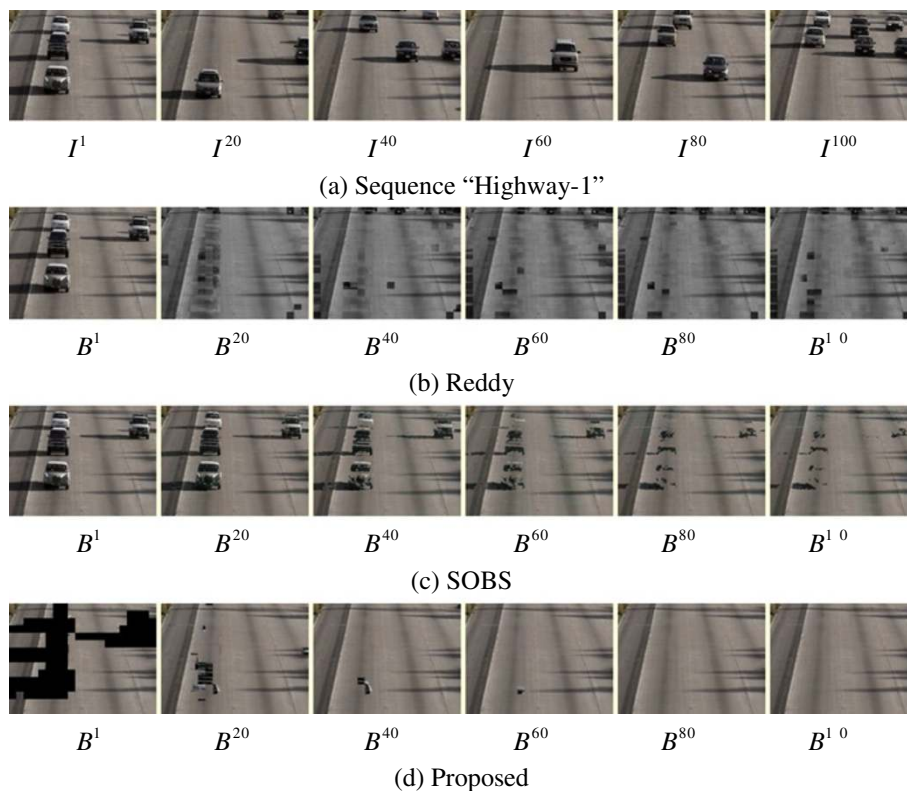 I1 I20 I40 I60 I80 I100
(a) Sequence “Highway-1”
B1 B20 B40 B60 B80 B1 0
(b) Reddy
B1 B20 B40 B60 B80 B1 0
(c) SOBS
B1 B20 B40 B60 B80 B1 0
(d) Proposed